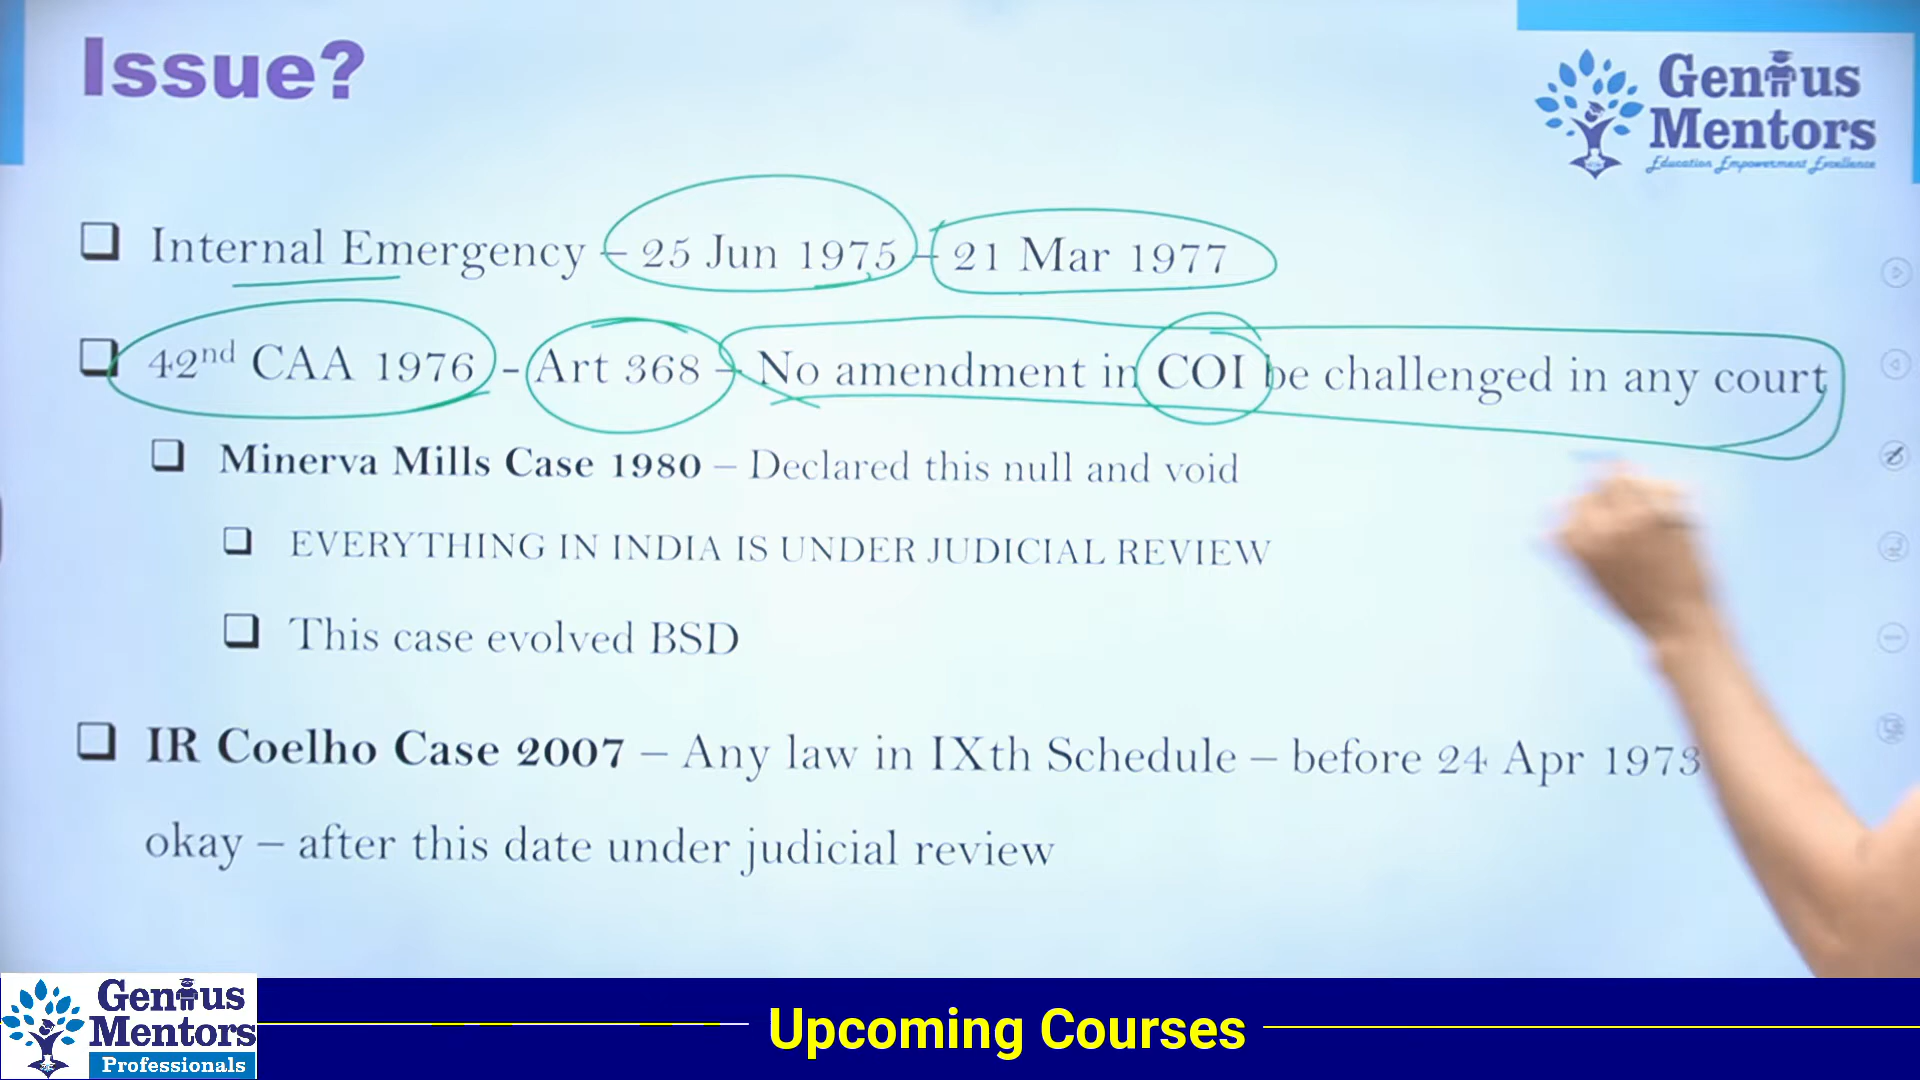 Issue?
Genius
Mentors
Education Empowerment Excellence
❑ Internal Emergency – 25 Jun 1975 – 21 Mar 1977
❑ 42nd CAA 1976 - Art 368 – No amendment in COI be challenged in any court
❑ Minerva Mills Case 1980 – Declared this null and void
❑ EVERYTHING IN INDIA IS UNDER JUDICIAL REVIEW
❑ This case evolved BSD
❑ IR Coelho Case 2007 – Any law in IXth Schedule – before 24 Apr 1973
okay – after this date under judicial review
Genius
Mentors
Professionals
Upcoming Courses